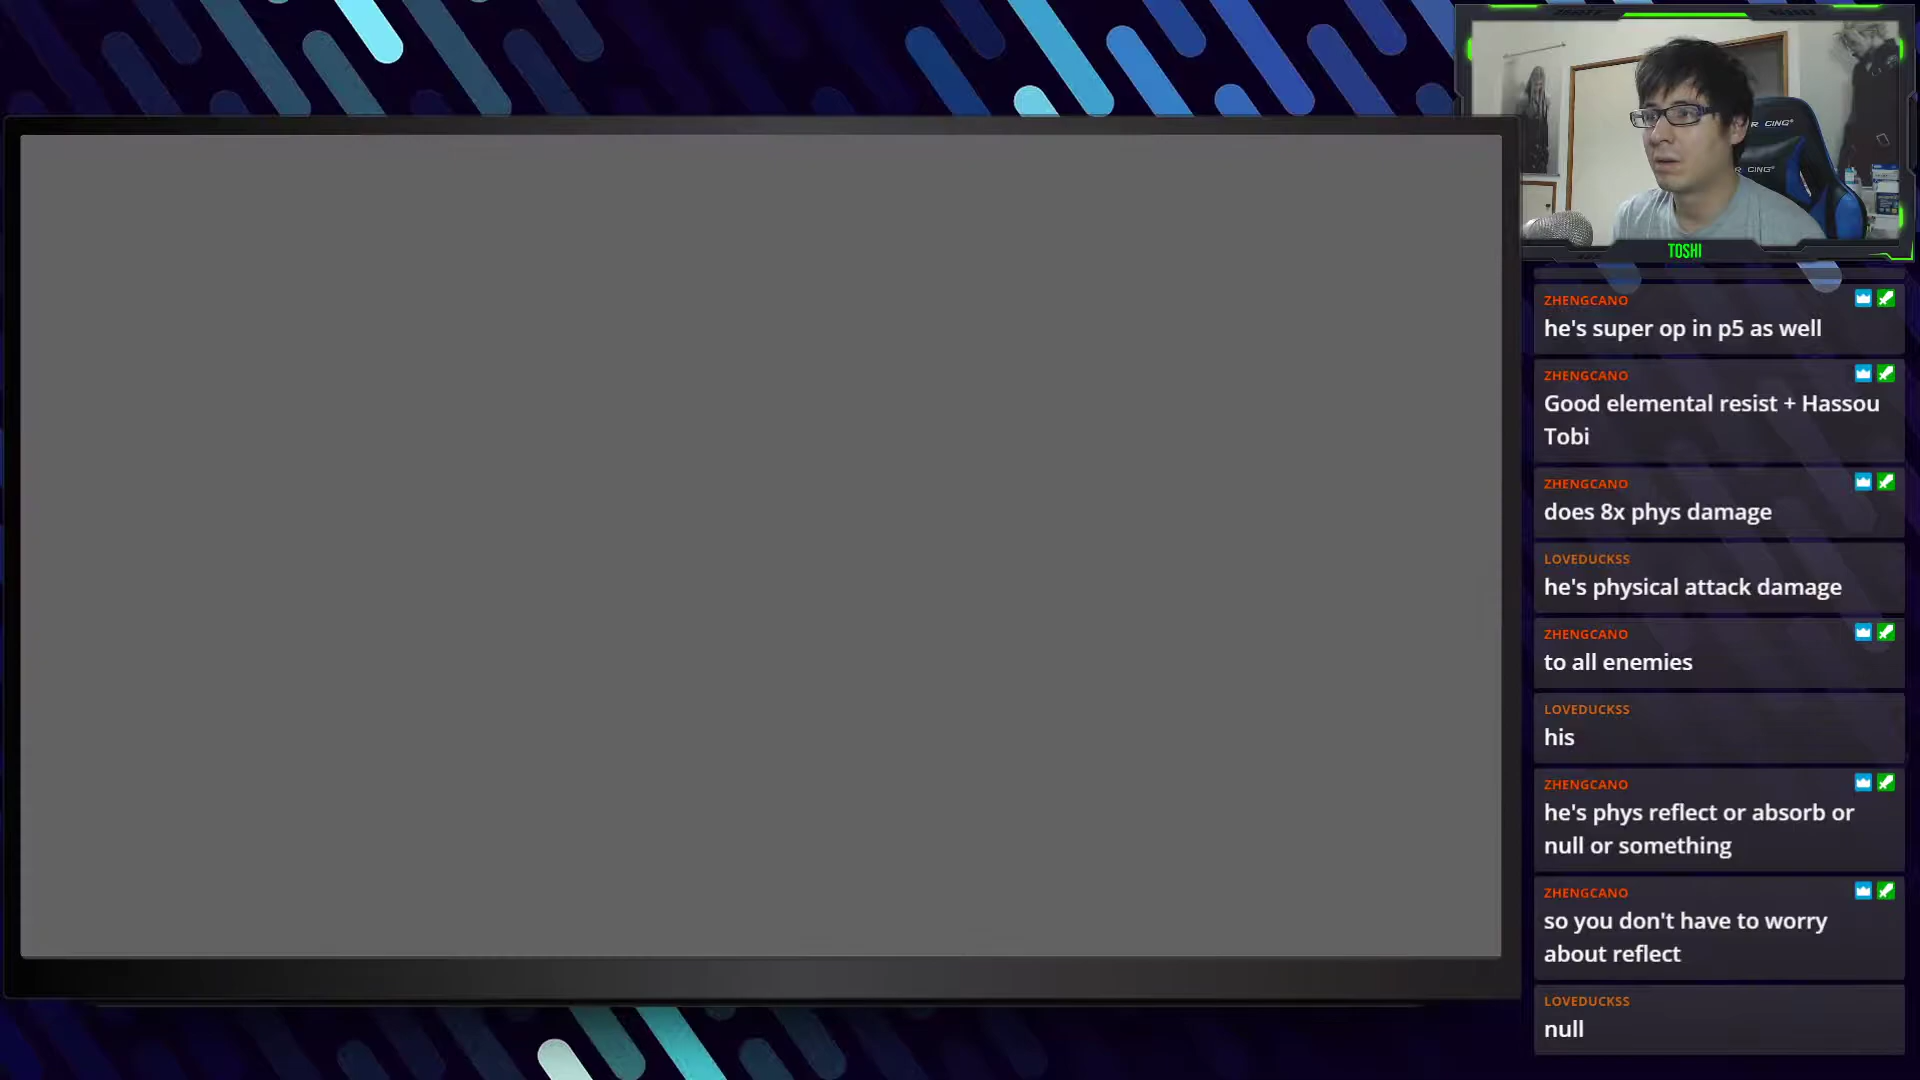 R CING
R CING
TOSHI
ZHENGCANO
he's super op in p5 as well
ZHENGCANO
Good elemental resist + Hassou
Tobi
ZHENGCANO
does 8x phys damage
LOVEDUCKSS
he's physical attack damage
ZHENGCANO
to all enemies
LOVEDUCKSS
his
ZHENGCANO
he's phys reflect or absorb or
null or something
ZHENGCANO
so you don't have to worry
about reflect
LOVEDUCKSS
null